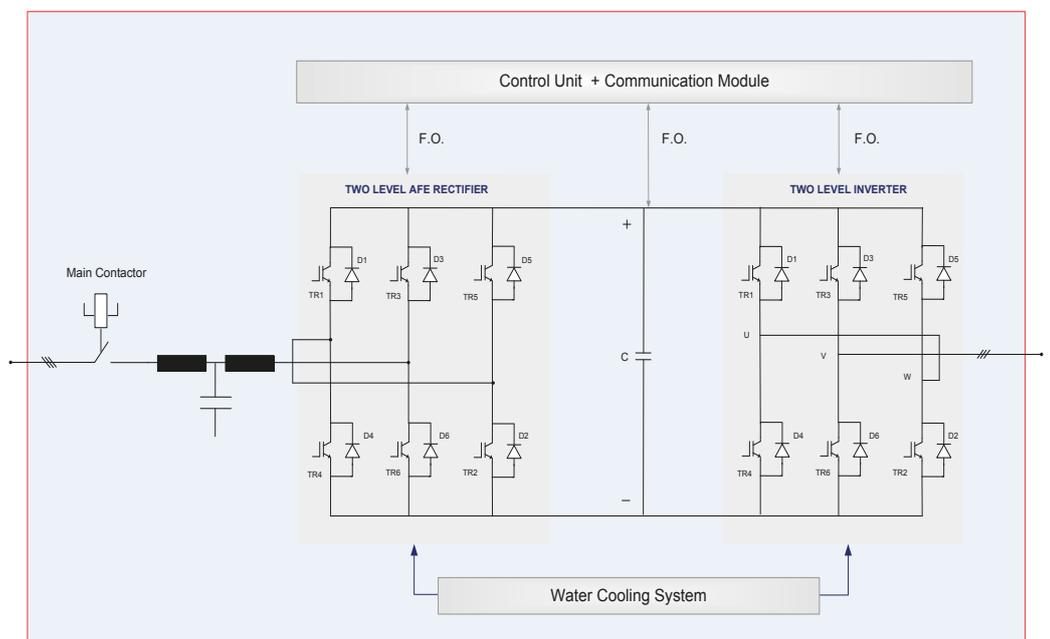 Control Unit + Communication Module
F.O.
F.O.
F.O.
TWO LEVEL AFE RECTIFIER
TWO LEVEL INVERTER
Main Contactor
D1
D3
D5
TR1
TR3
TR5
D4
D6
D2
TR4
TR6
TR2
+
C
−
D1
D3
D5
TR1
TR3
TR5
U
V
W
D4
D6
D2
TR4
TR6
TR2
Water Cooling System